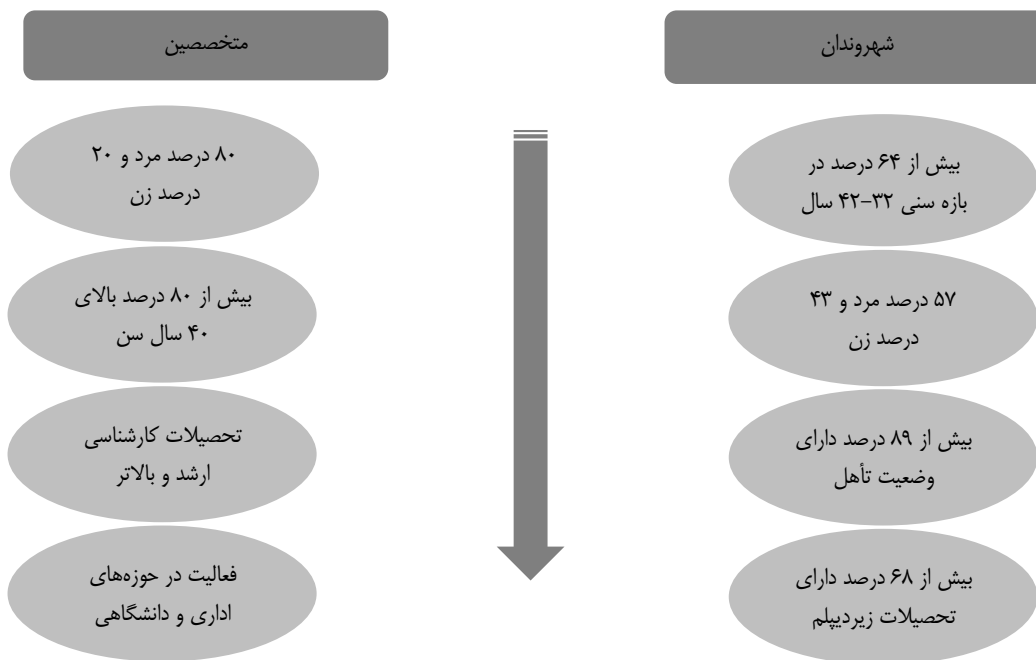 شهروندان
بیش از ۶۴ درصد در
بازه سنی ۳۲-۴۲ سال
۵۷ درصد مرد و ۴۳
درصد زن
بیش از ۸۹ درصد دارای
وضعیت تأهل
بیش از ۶۸ درصد دارای
تحصیلات زیردیپلم
متخصصین
۸۰ درصد مرد و ۲۰
درصد زن
بیش از ۸۰ درصد بالای
۴۰ سال سن
تحصیلات کارشناسی
ارشد و بالاتر
فعالیت در حوزه‌های
اداری و دانشگاهی